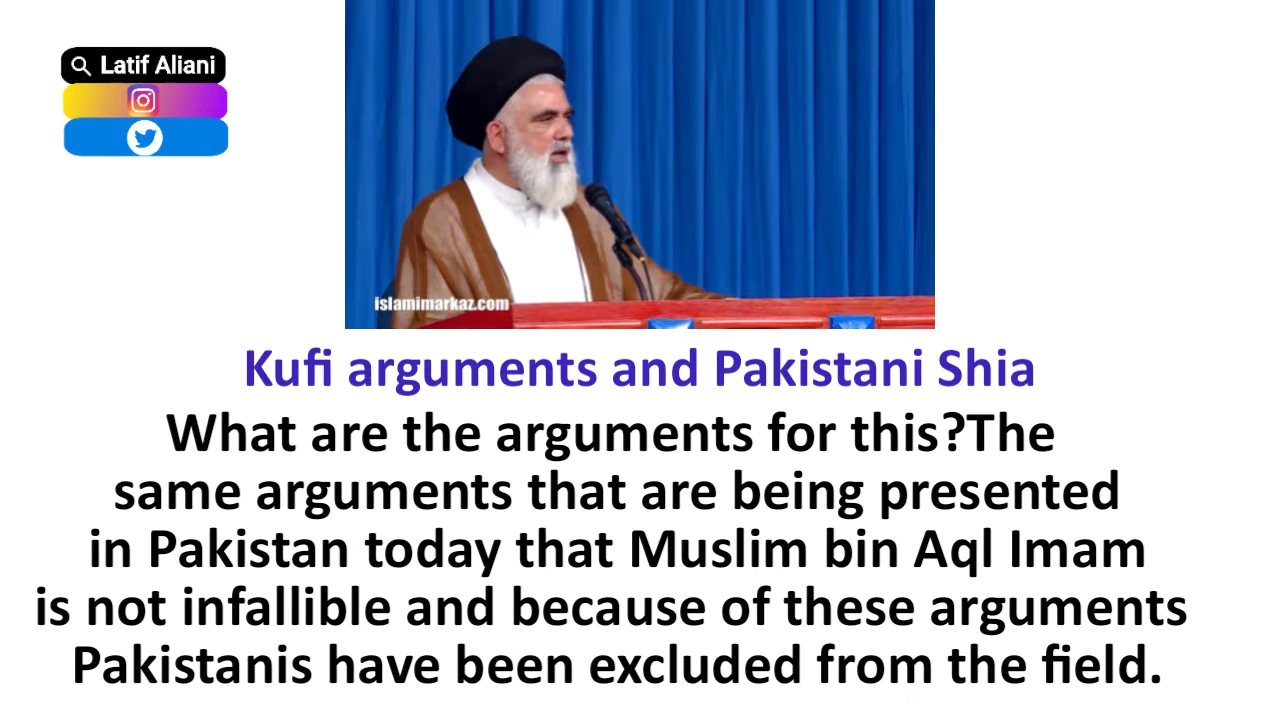 Latif Aliani
islamimarkaz.com
Kufi arguments and Pakistani Shia
What are the arguments for this?The
same arguments that are being presented
in Pakistan today that Muslim bin Aql Imam
is not infallible and because of these arguments
Pakistanis have been excluded from the field.